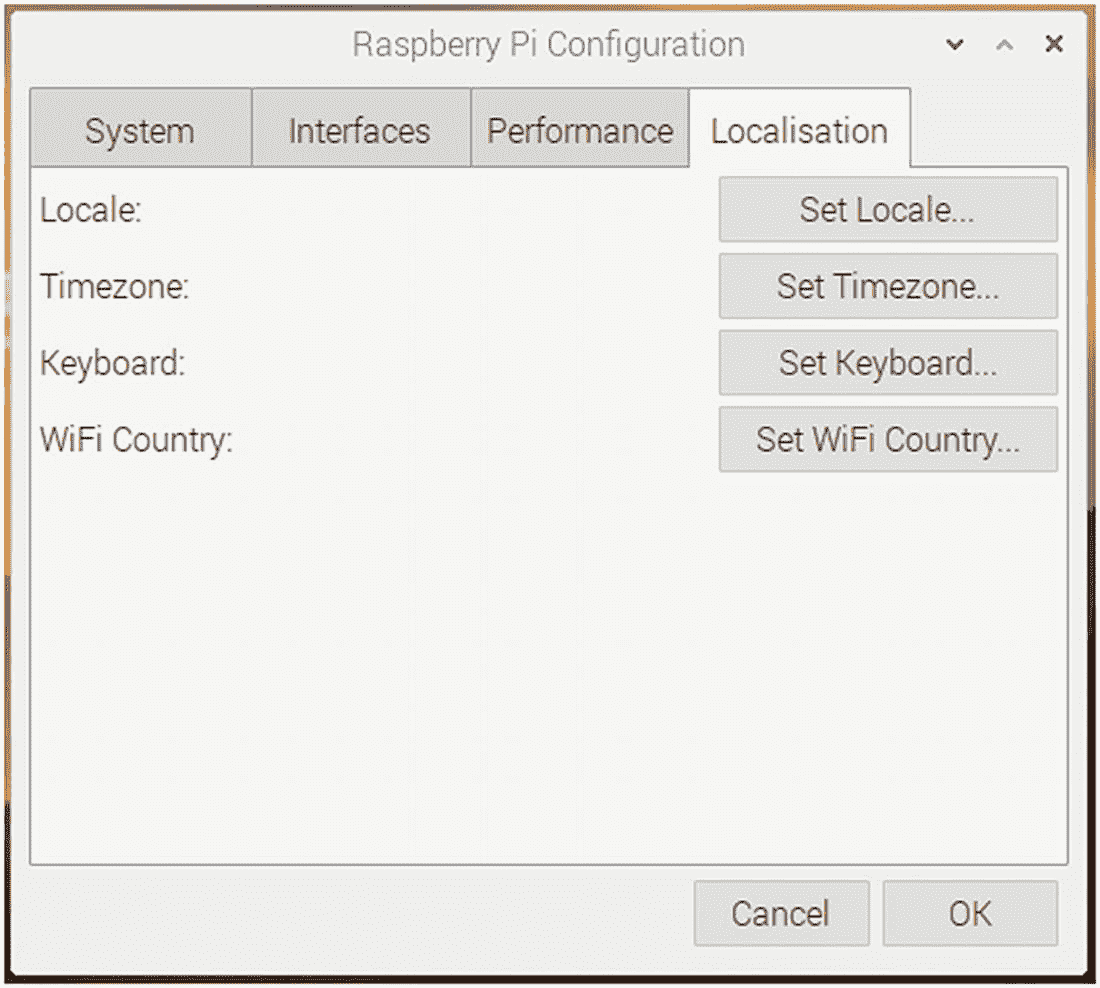 Raspberry Pi Configuration
System Interfaces Performance Localisation
Locale: Set Locale...
Timezone: Set Timezone...
Keyboard: Set Keyboard...
WiFi Country: Set WiFi Country...
Cancel OK